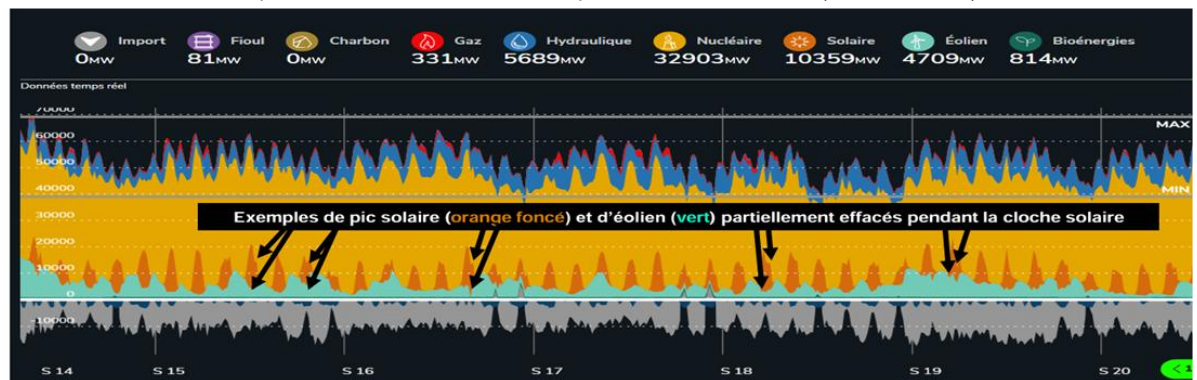 Import Fioul Charbon Gaz Hydraulique Nucléaire Solaire Éolien Bioénergies
0MW 81MW 0MW 331MW 5689MW 32903MW 10359MW 4709MW 814MW
Données temps réel
70000
MAX
60000
50000
40000
MIN
30000
Exemples de pic solaire (orange foncé) et d'éolien (vert) partiellement effacés pendant la cloche solaire
20000
10000
0
-10000
S 14 S 15 S 16 S 17 S 18 S 19 S 20